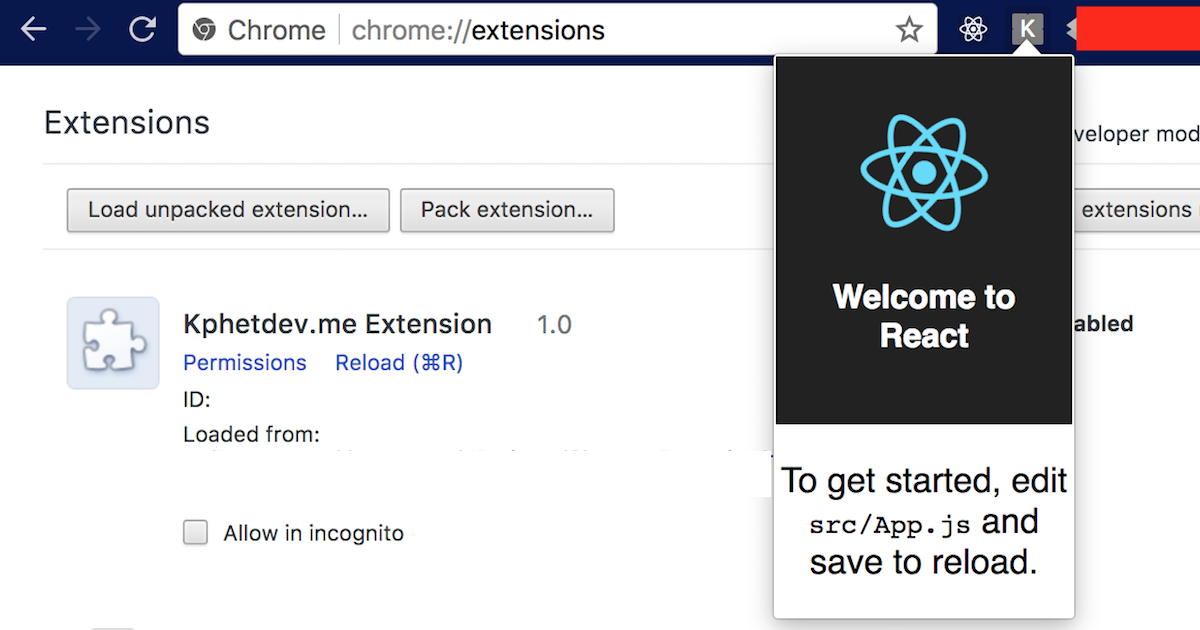 Chrome chrome://extensions K
Extensions
veloper mod
Load unpacked extension... Pack extension... extensions
Kphetdev.me Extension 1.0
abled
Permissions Reload (⌘R)
ID:
Loaded from:
Allow in incognito
Welcome to
React
To get started, edit
src/App.js and
save to reload.